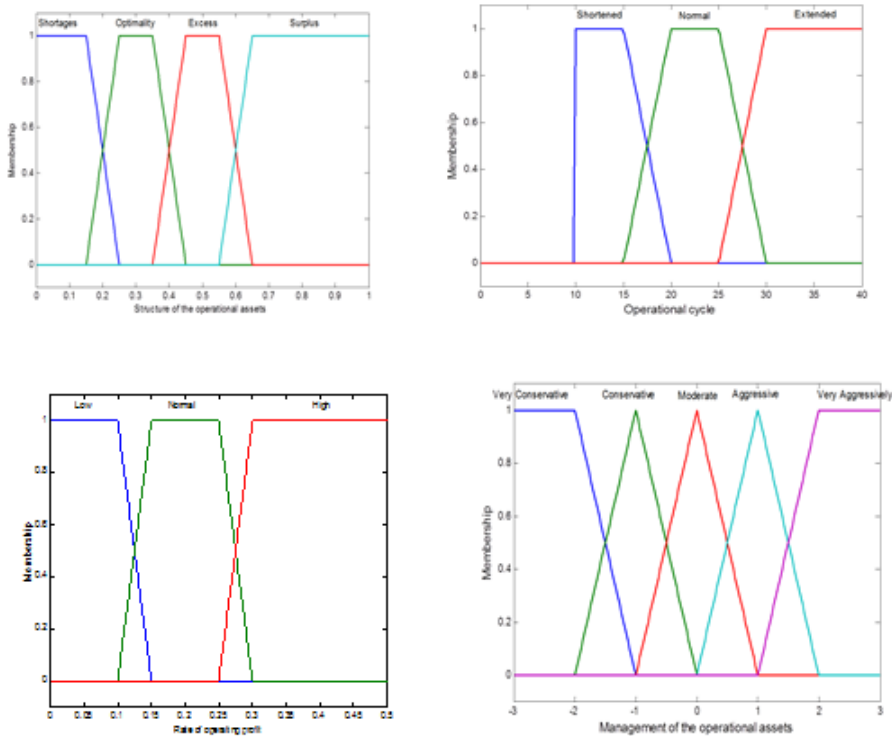 Shortages Optimality Excess Surplus
1
0.8
0.6
0.4
0.2
0
Membership
0 0.1 0.2 0.3 0.4 0.5 0.6 0.7 0.8 0.9 1
Structure of the operational assets
Shortened Normal Extended
1
0.8
0.6
0.4
0.2
0
Membership
0 5 10 15 20 25 30 35 40
Operational cycle
Low Normal High
1
0.8
0.6
0.4
0.2
0
Membership
0 0.05 0.1 0.15 0.2 0.25 0.3 0.35 0.4 0.45 0.5
Rate of operating profit
Very Conservative Conservative Moderate Aggressive Very Aggressively
1
0.8
0.6
0.4
0.2
0
Membership
-3 -2 -1 0 1 2 3
Management of the operational assets